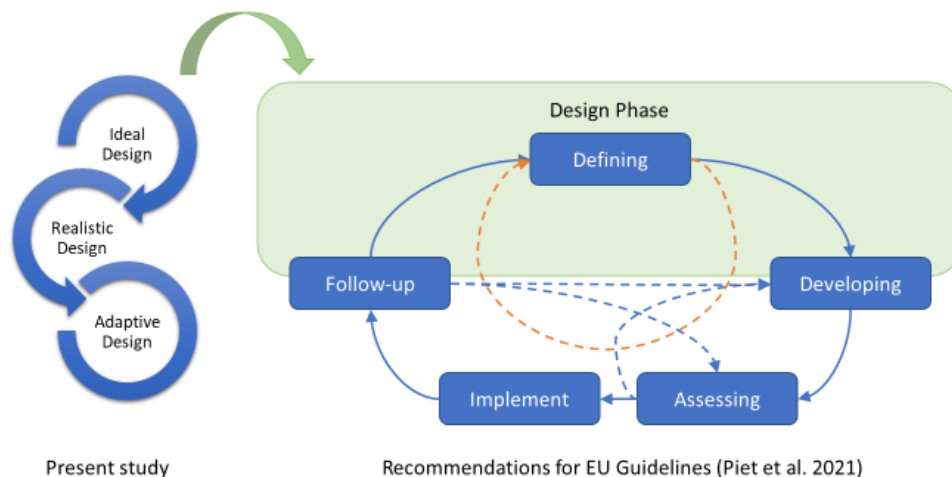 Ideal
Design
Realistic
Design
Adaptive
Design
Present study
Design Phase
Defining
Follow-up
Developing
Implement
Assessing
Recommendations for EU Guidelines (Piet et al. 2021)